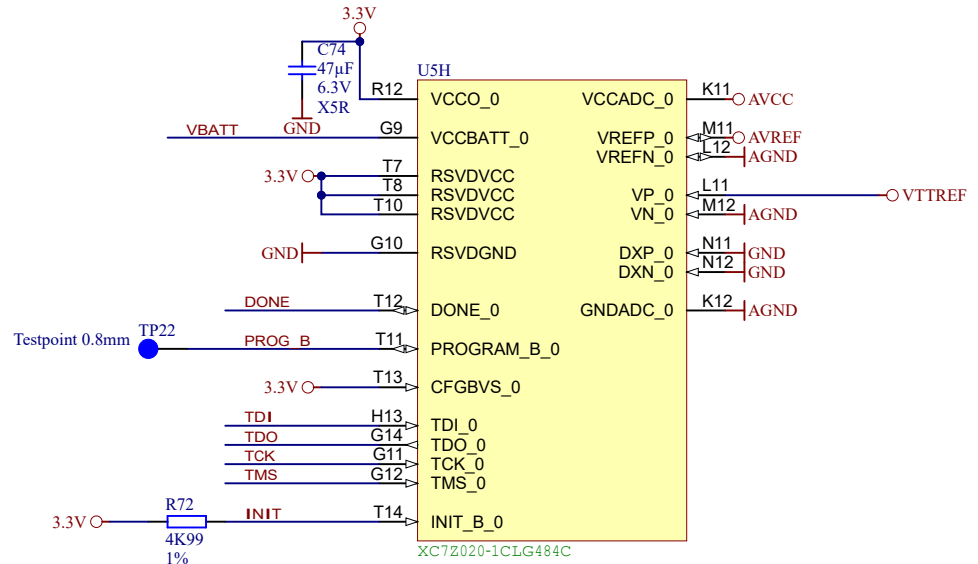 3.3V
C74
47µF
6.3V
X5R
GND
U5H
R12 VCCO_0 VCCADC_0 K11 AVCC
VBATT G9 VCCBATT_0 VREFP_0 M11 AVREF
VREFN_0 L12 AGND
3.3V T7 RSVDVCC
T8 RSVDVCC VP_0 L11 VTTREF
T10 RSVDVCC VN_0 M12 AGND
GND G10 RSVDGND DXP_0 N11 GND
DXN_0 N12 GND
DONE T12 DONE_0 GNDADC_0 K12 AGND
Testpoint 0.8mm TP22 PROG_B T11 PROGRAM_B_0
3.3V T13 CFGBVS_0
TDI H13 TDI_0
TDO G14 TDO_0
TCK G11 TCK_0
TMS G12 TMS_0
R72
3.3V INIT T14 INIT_B_0
4K99
1%
XC7Z020-1CLG484C